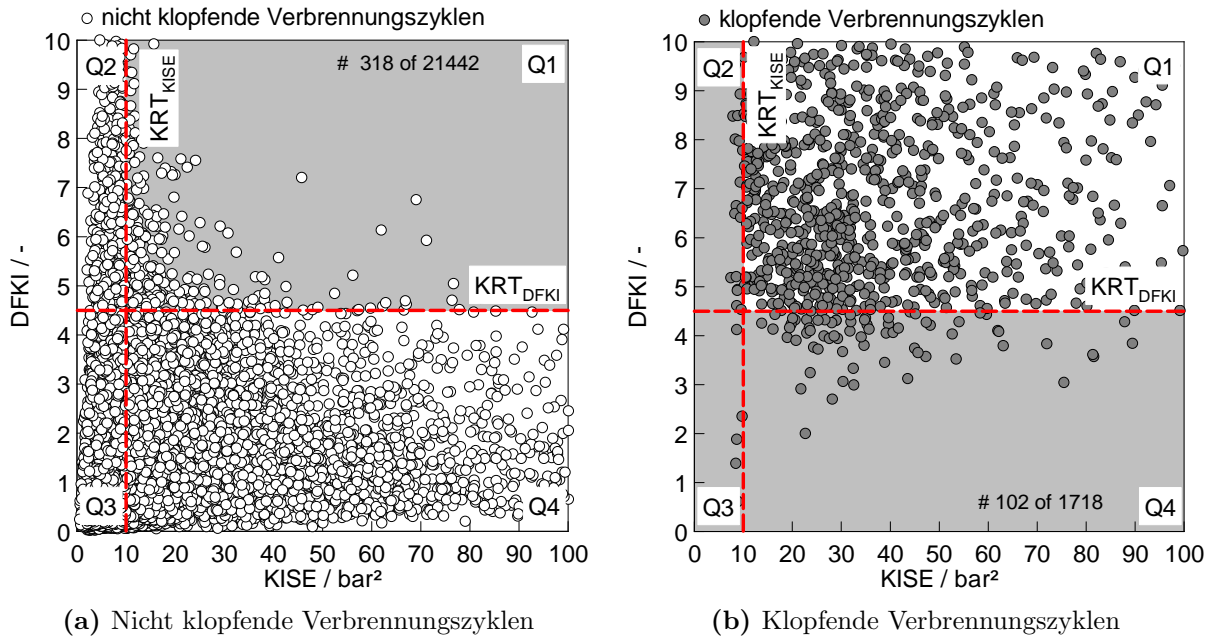 nicht klopfende Verbrennungszyklen
10
9
8
7
6
5
4
3
2
1
0
DFKI / -
Q2
KRT_KISE
# 318 of 21442
Q1
KRT_DFKI
Q3
Q4
0 10 20 30 40 50 60 70 80 90 100
KISE / bar²
(a) Nicht klopfende Verbrennungszyklen
klopfende Verbrennungszyklen
10
9
8
7
6
5
4
3
2
1
0
DFKI / -
Q2
KRT_KISE
Q1
KRT_DFKI
Q3
# 102 of 1718
Q4
0 10 20 30 40 50 60 70 80 90 100
KISE / bar²
(b) Klopfende Verbrennungszyklen